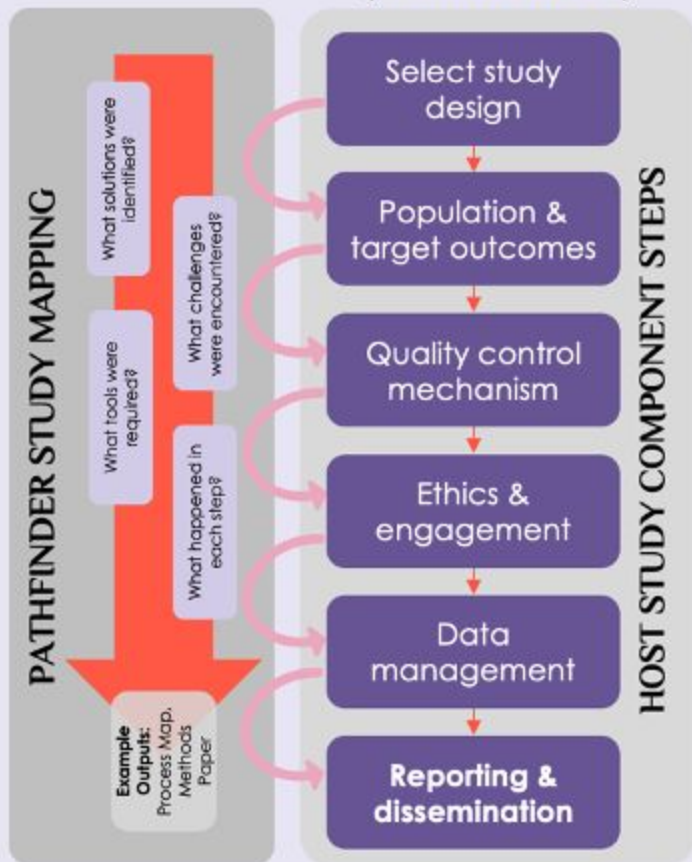 PATHFINDER STUDY MAPPING
What solutions were
identified?
What challenges
were encountered?
What tools were
required?
What happened in
each step?
Example
Outputs:
Process Map,
Methods
Paper
Select study
design
Population &
target outcomes
Quality control
mechanism
Ethics &
engagement
Data
management
Reporting &
dissemination
HOST STUDY COMPONENT STEPS